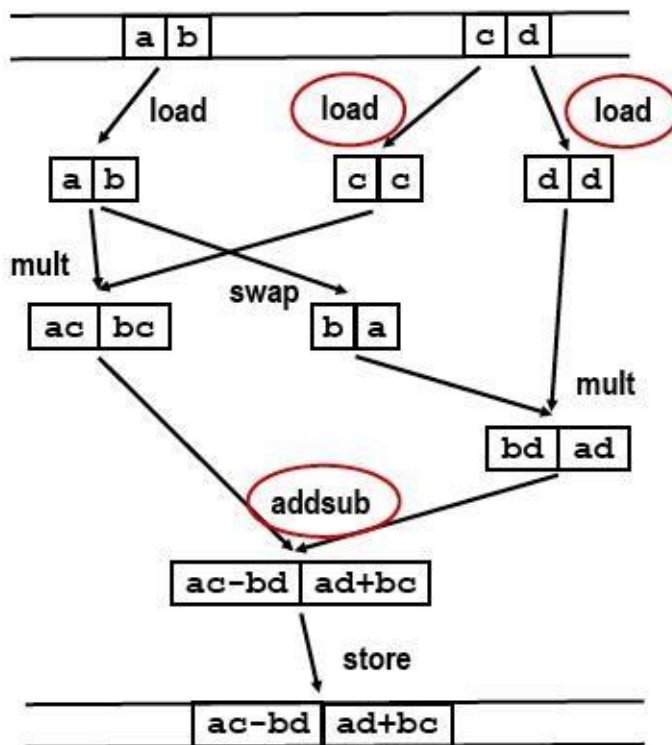 a b c d
load load load
a b c c d d
mult
swap
ac bc b a
mult
bd ad
addsub
ac-bd ad+bc
store
ac-bd ad+bc